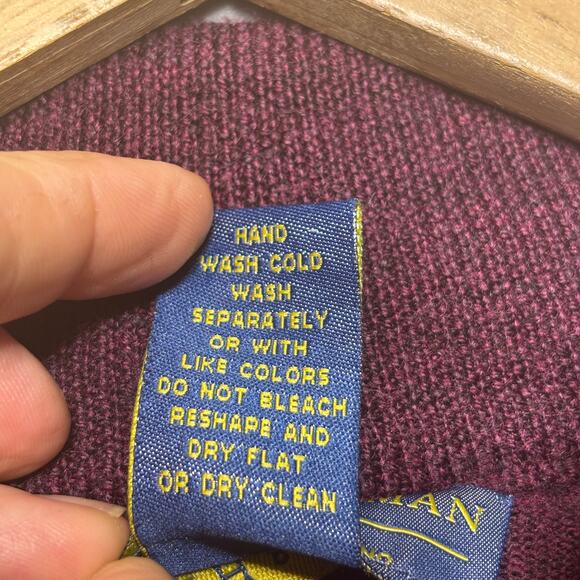 HAND
WASH COLD
WASH
SEPARATELY
OR WITH
LIKE COLORS
DO NOT BLEACH
RESHAPE AND
DRY FLAT
OR DRY CLEAN